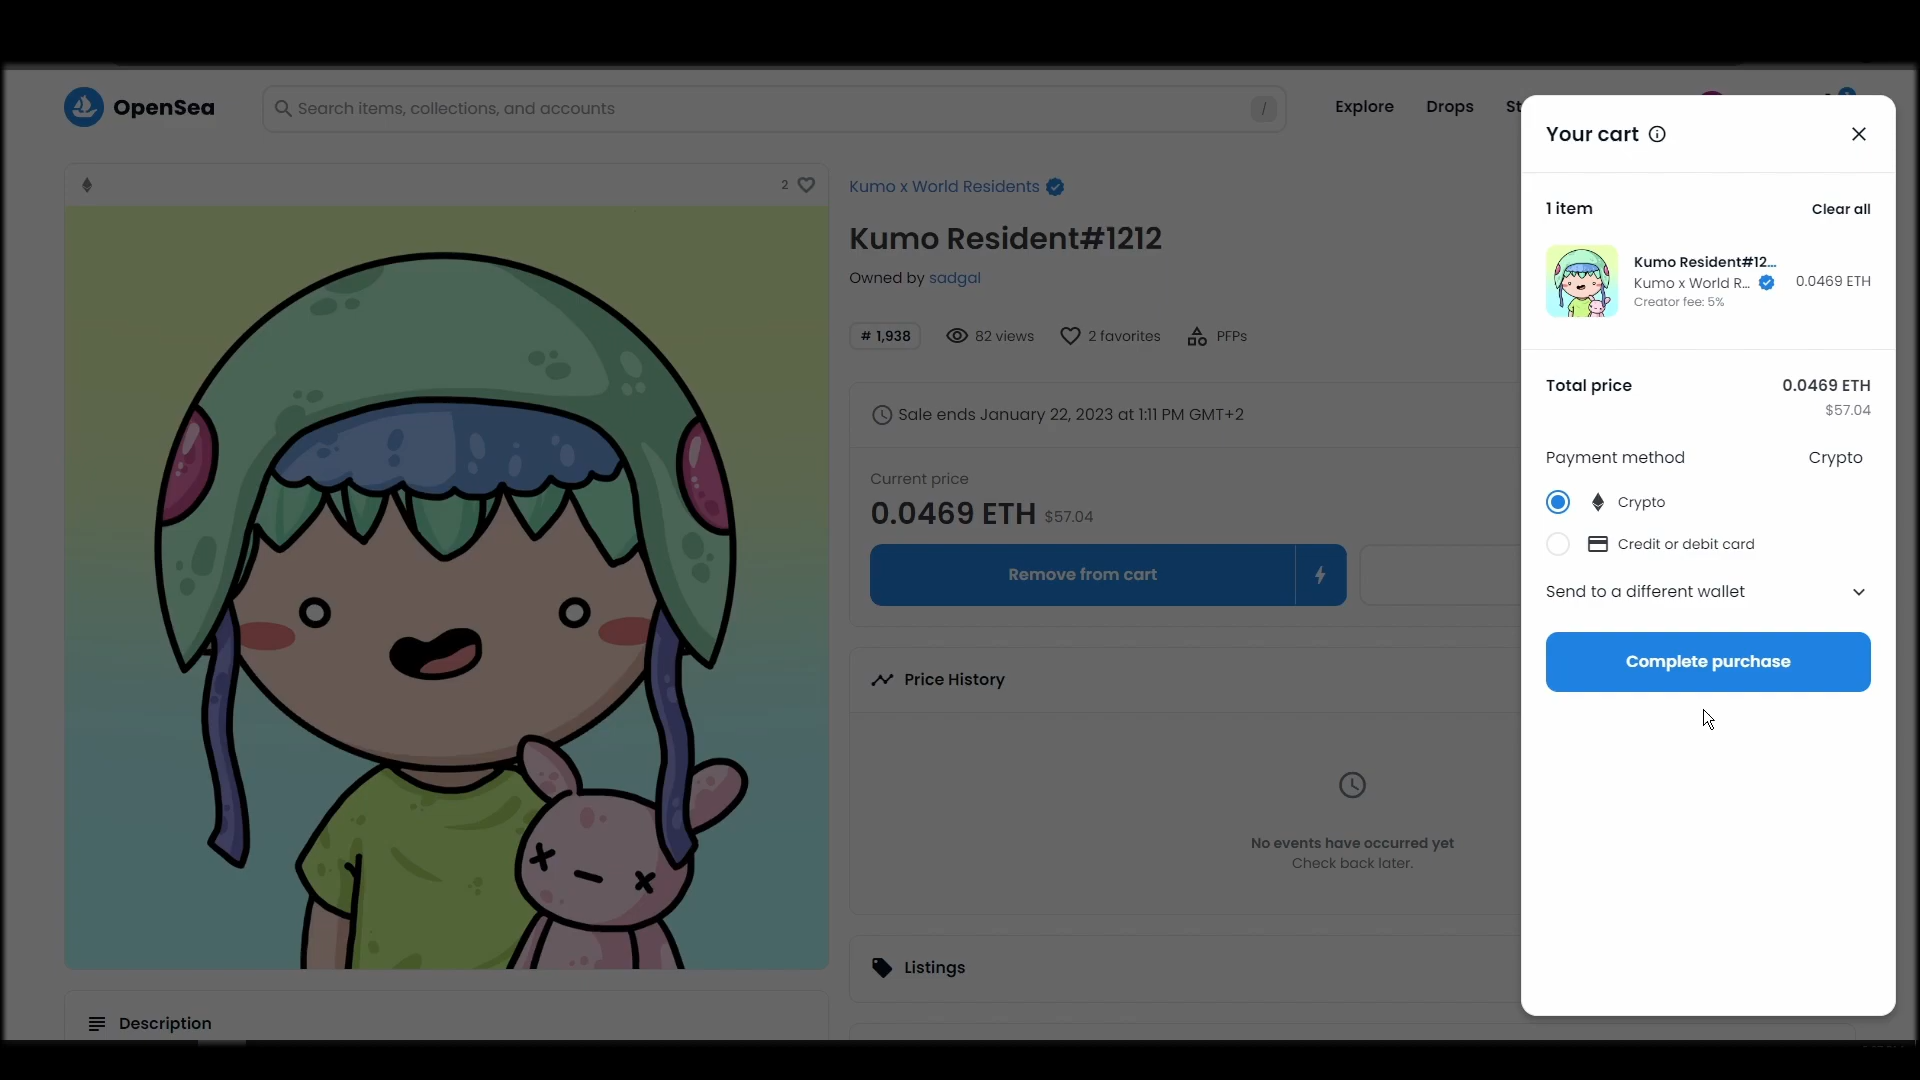 OpenSea
Search items, collections, and accounts
/
Explore
Drops
St
2
Kumo x World Residents
Kumo Resident#1212
Owned by sadgal
# 1,938
82 views
2 favorites
PFPs
Sale ends January 22, 2023 at 1:11 PM GMT+2
Current price
0.0469 ETH $57.04
Remove from cart
Price History
No events have occurred yet
Check back later.
Listings
Description
Your cart
1 item
Clear all
Kumo Resident#12...
Kumo x World R...
Creator fee: 5%
0.0469 ETH
Total price
0.0469 ETH
$57.04
Payment method
Crypto
Crypto
Credit or debit card
Send to a different wallet
Complete purchase